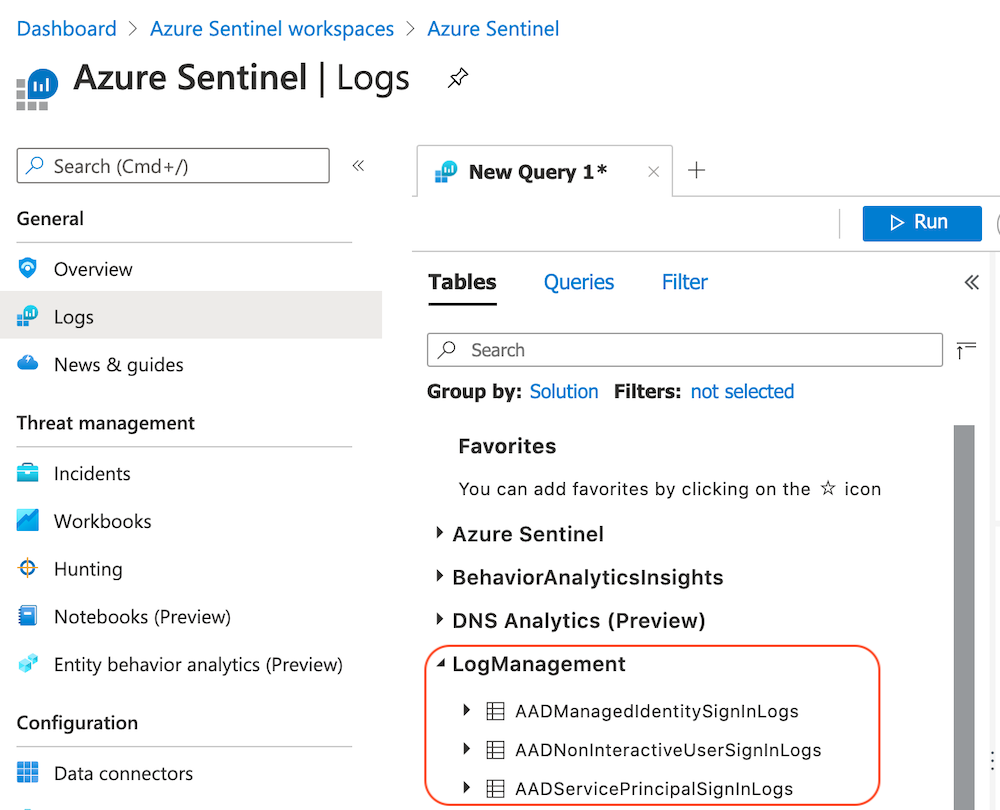 Dashboard > Azure Sentinel workspaces > Azure Sentinel
Azure Sentinel | Logs
Search (Cmd+/)
«
General
Overview
Logs
News & guides
Threat management
Incidents
Workbooks
Hunting
Notebooks (Preview)
Entity behavior analytics (Preview)
Configuration
Data connectors
New Query 1*
Run
Tables Queries Filter
«
Search
Group by: Solution Filters: not selected
Favorites
You can add favorites by clicking on the ☆ icon
Azure Sentinel
BehaviorAnalyticsInsights
DNS Analytics (Preview)
LogManagement
AADManagedIdentitySignInLogs
AADNonInteractiveUserSignInLogs
AADServicePrincipalSignInLogs